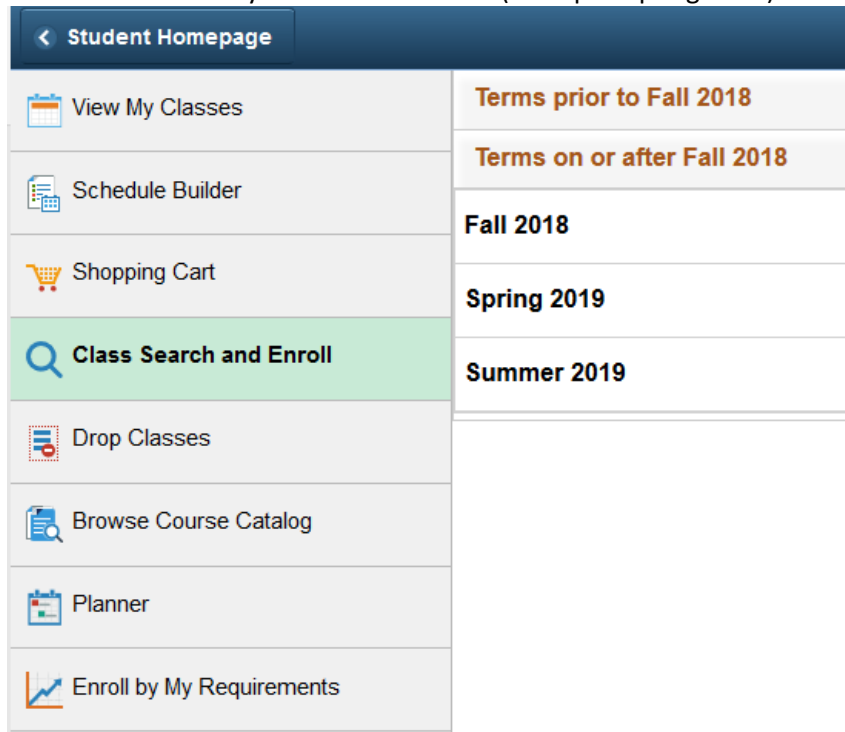 Student Homepage
View My Classes
Schedule Builder
Shopping Cart
Class Search and Enroll
Drop Classes
Browse Course Catalog
Planner
Enroll by My Requirements
Terms prior to Fall 2018
Terms on or after Fall 2018
Fall 2018
Spring 2019
Summer 2019